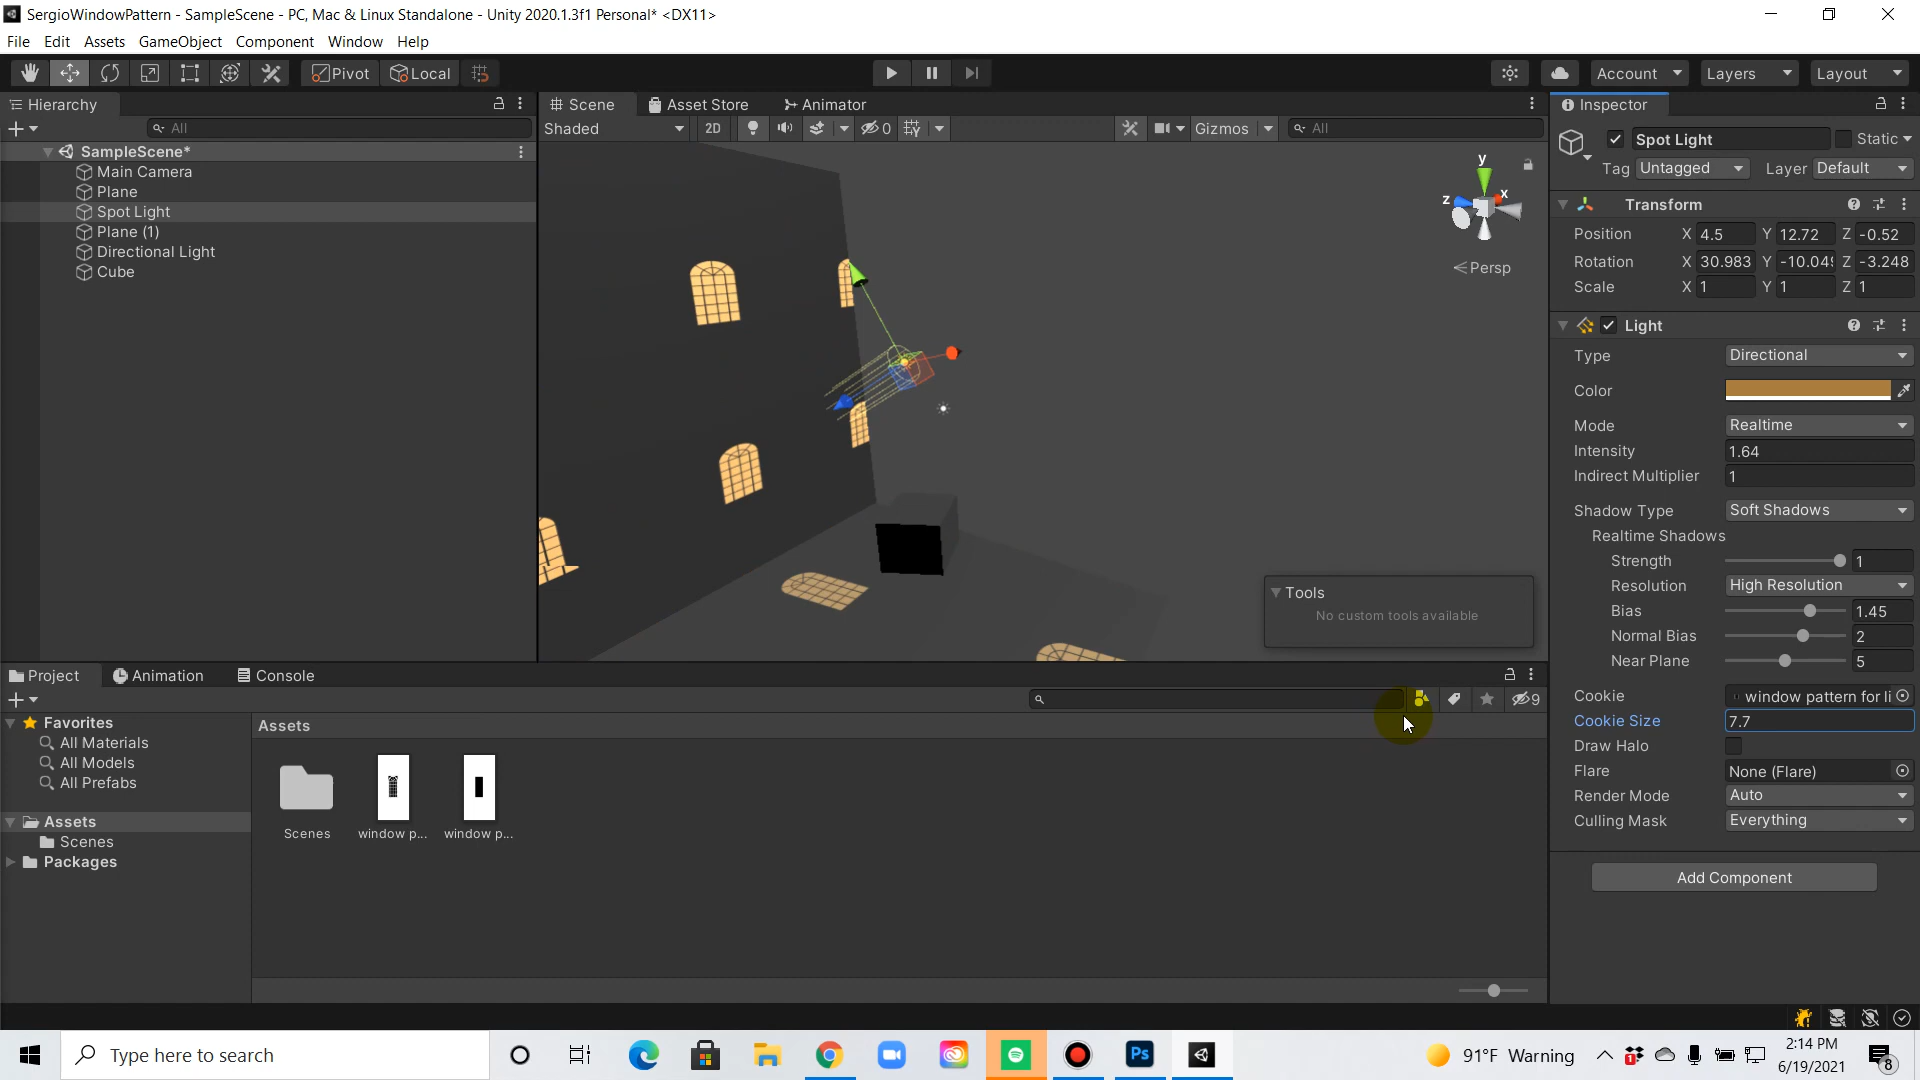 SergioWindowPattern - SampleScene - PC, Mac & Linux Standalone - Unity 2020.1.3f1 Personal* <DX11>
File Edit Assets GameObject Component Window Help
Pivot Local Account Layers Layout
Hierarchy
All
SampleScene*
Main Camera
Plane
Spot Light
Plane (1)
Directional Light
Cube
Scene Asset Store Animator
Shaded 2D 0 Gizmos All
y
x
z
Persp
Tools
No custom tools available
Inspector
Spot Light Static
Tag Untagged Layer Default
Transform
Position X 4.5 Y 12.72 Z -0.52
Rotation X 30.983 Y -10.049 Z -3.248
Scale X 1 Y 1 Z 1
Light
Type Directional
Color
Mode Realtime
Intensity 1.64
Indirect Multiplier 1
Shadow Type Soft Shadows
Realtime Shadows
Strength 1
Resolution High Resolution
Bias 1.45
Normal Bias 2
Near Plane 5
Cookie window pattern for li
Cookie Size 7.7
Draw Halo
Flare None (Flare)
Render Mode Auto
Culling Mask Everything
Add Component
Project Animation Console
9
Favorites
All Materials
All Models
All Prefabs
Assets
Scenes
Packages
Assets
Scenes window p... window p...
Type here to search
Ps
91°F Warning
2:14 PM
6/19/2021
8